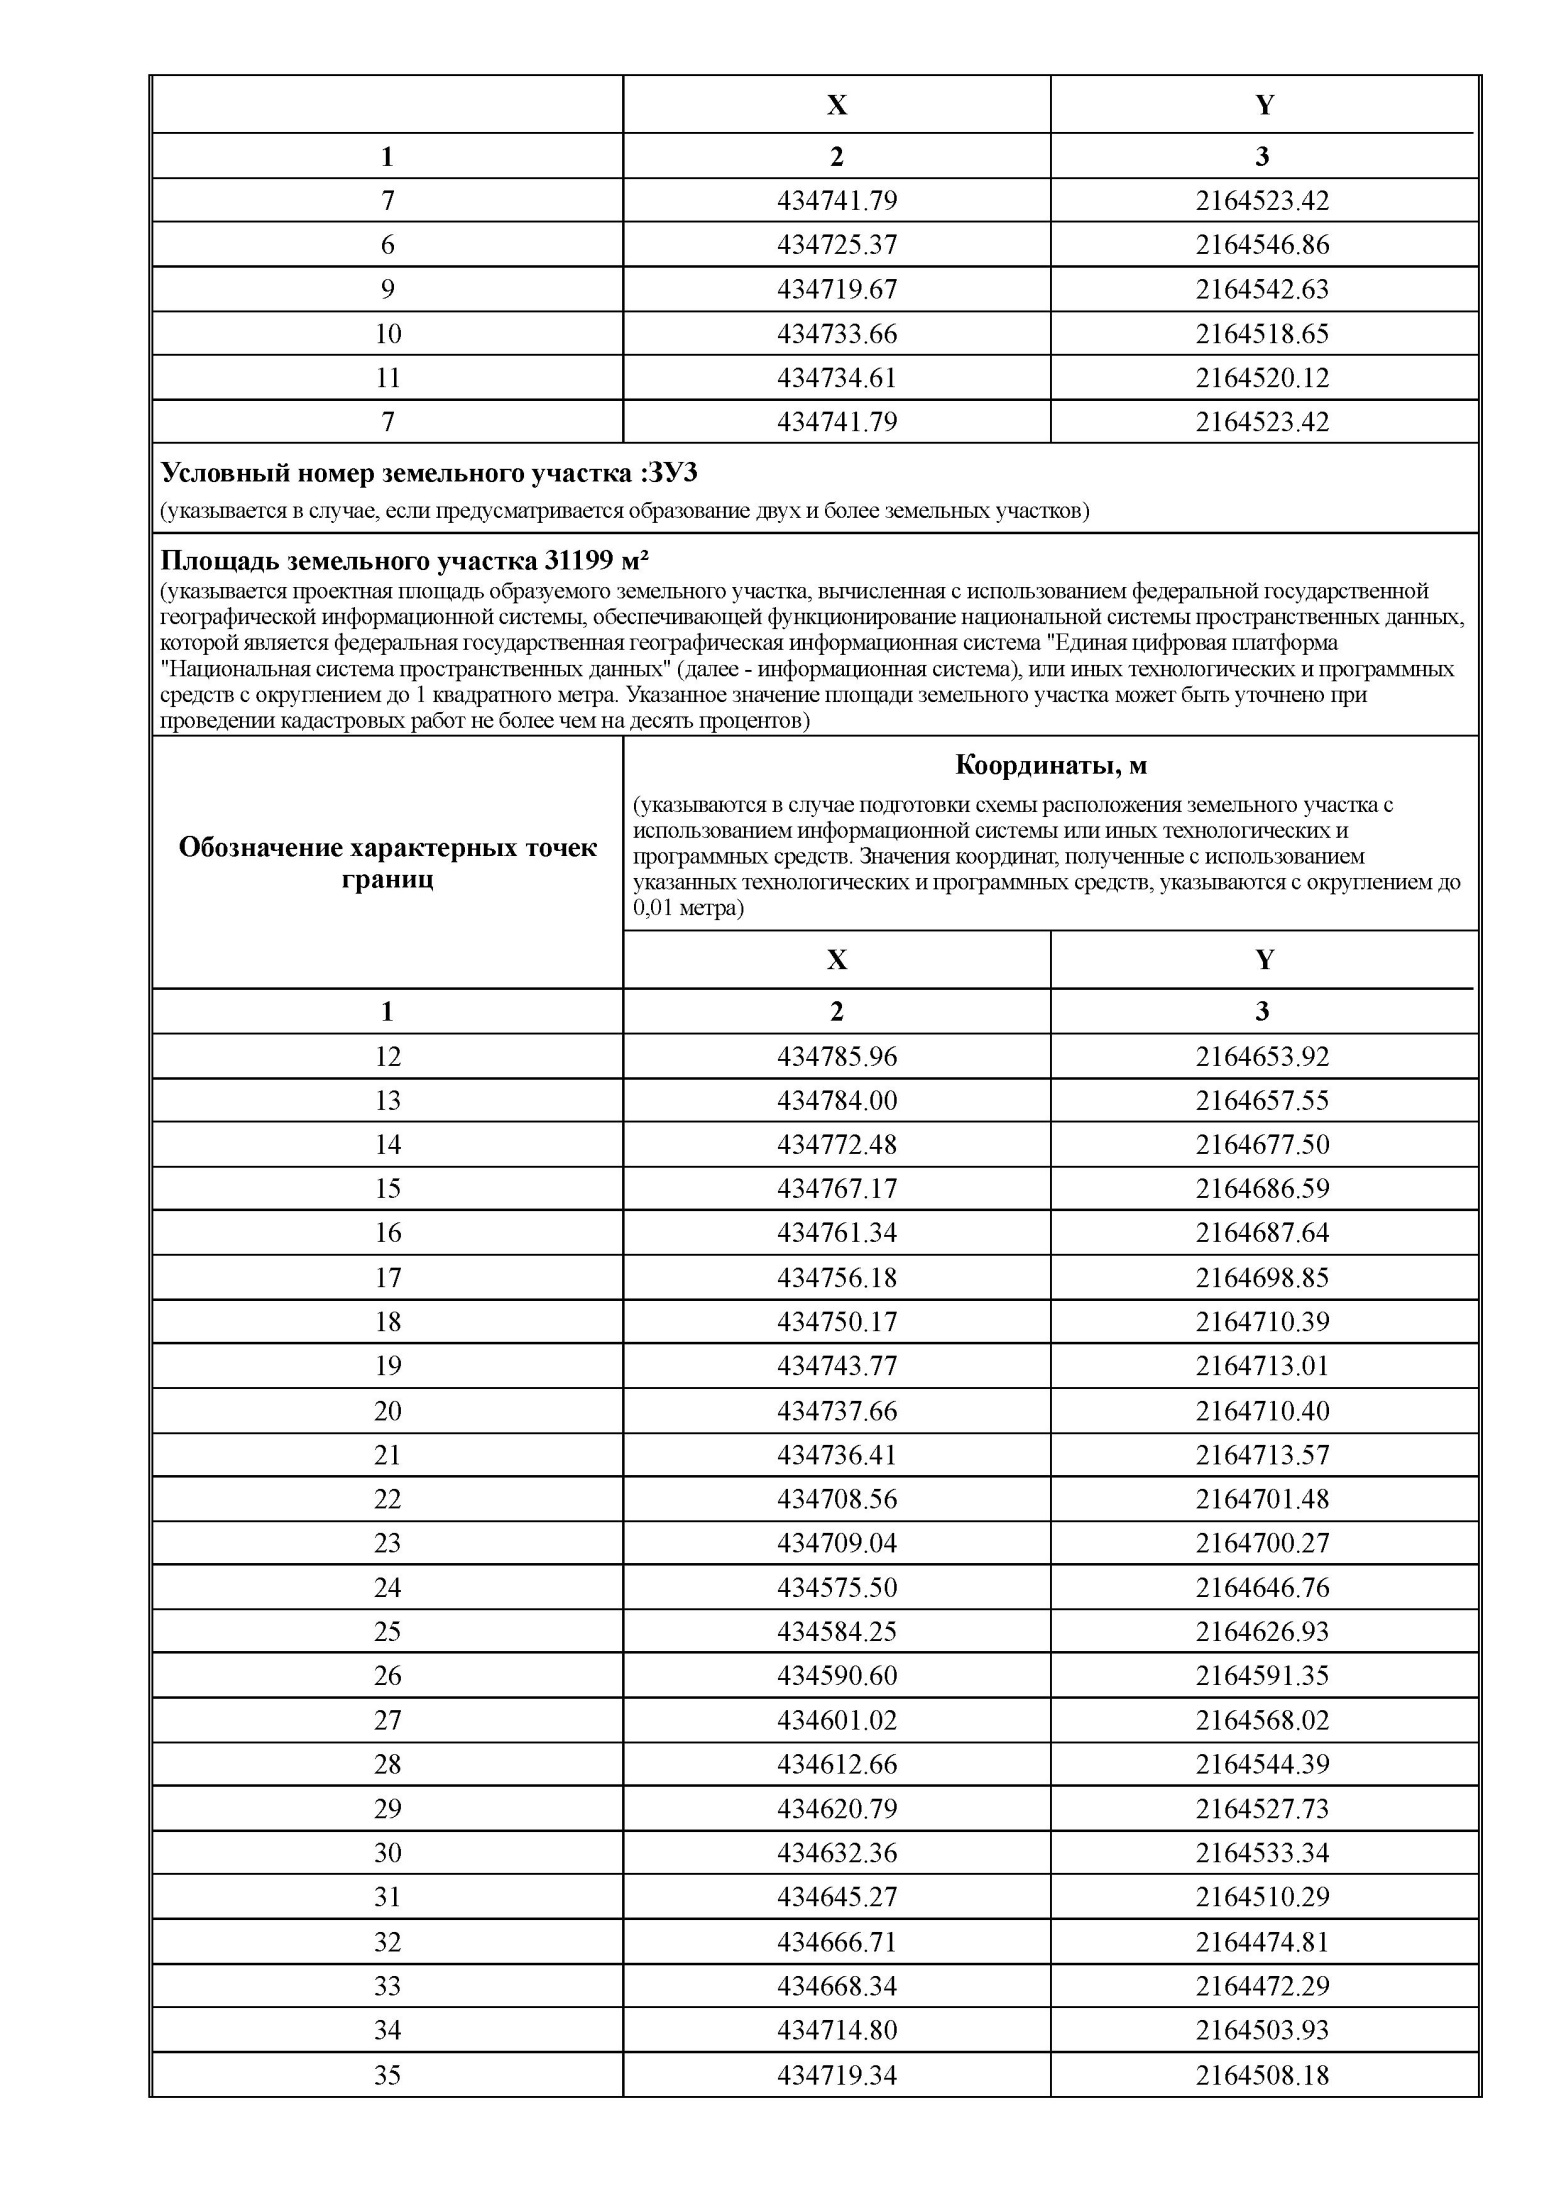 X Y
1 2 3
7 434741.79 2164523.42
6 434725.37 2164546.86
9 434719.67 2164542.63
10 434733.66 2164518.65
11 434734.61 2164520.12
7 434741.79 2164523.42
Условный номер земельного участка :ЗУ3
(указывается в случае, если предусматривается образование двух и более земельных участков)
Площадь земельного участка 31199 м²
(указывается проектная площадь образуемого земельного участка, вычисленная с использованием федеральной государственной
географической информационной системы, обеспечивающей функционирование национальной системы пространственных данных,
которой является федеральная государственная географическая информационная система "Единая цифровая платформа
"Национальная система пространственных данных" (далее - информационная система), или иных технологических и программных
средств с округлением до 1 квадратного метра. Указанное значение площади земельного участка может быть уточнено при
проведении кадастровых работ не более чем на десять процентов)
Обозначение характерных точек
границ
Координаты, м
(указываются в случае подготовки схемы расположения земельного участка с
использованием информационной системы или иных технологических и
программных средств. Значения координат, полученные с использованием
указанных технологических и программных средств, указываются с округлением до
0,01 метра)
X Y
1 2 3
12 434785.96 2164653.92
13 434784.00 2164657.55
14 434772.48 2164677.50
15 434767.17 2164686.59
16 434761.34 2164687.64
17 434756.18 2164698.85
18 434750.17 2164710.39
19 434743.77 2164713.01
20 434737.66 2164710.40
21 434736.41 2164713.57
22 434708.56 2164701.48
23 434709.04 2164700.27
24 434575.50 2164646.76
25 434584.25 2164626.93
26 434590.60 2164591.35
27 434601.02 2164568.02
28 434612.66 2164544.39
29 434620.79 2164527.73
30 434632.36 2164533.34
31 434645.27 2164510.29
32 434666.71 2164474.81
33 434668.34 2164472.29
34 434714.80 2164503.93
35 434719.34 2164508.18